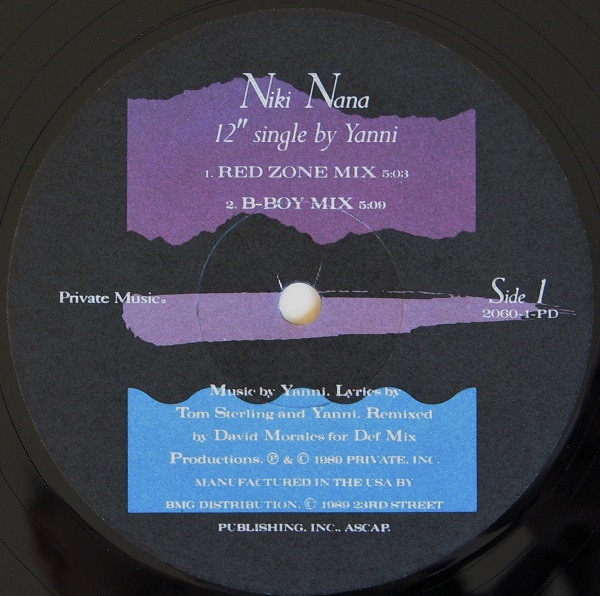 Niki Nana
12" single by Yanni
1. RED ZONE MIX 5:03
2. B-BOY MIX 5:09
Private Music®
Side 1
2060-1-PD
Music by Yanni. Lyrics by
Tom Sterling and Yanni. Remixed
by David Morales for Def Mix
Productions. ℗ & © 1989 PRIVATE, INC.
MANUFACTURED IN THE USA BY
BMG DISTRIBUTION. © 1989 23RD STREET
PUBLISHING, INC., ASCAP.